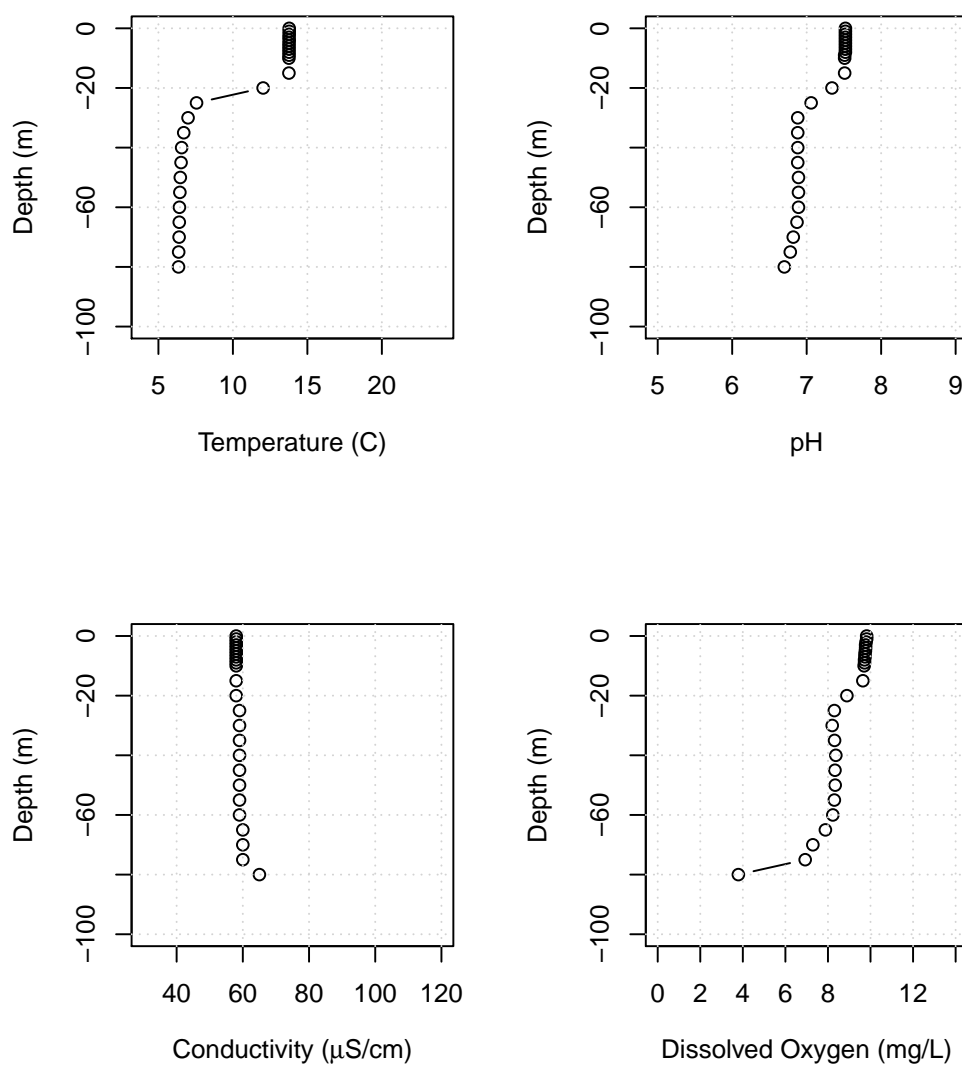 0
−20
−60
−100
Depth (m)
5 10 15 20
Temperature (C)
0
−20
−60
−100
Depth (m)
5 6 7 8 9
pH
0
−20
−60
−100
Depth (m)
40 60 80 100 120
Conductivity (μS/cm)
0
−20
−60
−100
Depth (m)
0 2 4 6 8 12
Dissolved Oxygen (mg/L)